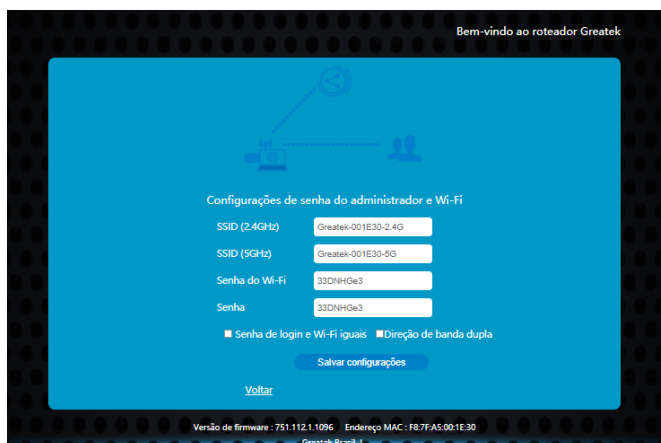 Bem-vindo ao roteador Greatek
Configurações de senha do administrador e Wi-Fi
SSID (2.4GHz) Greatek-001E30-2.4G
SSID (5GHz) Greatek-001E30-5G
Senha do Wi-Fi 33DNHGe3
Senha 33DNHGe3
Senha de login e Wi-Fi iguais Direção de banda dupla
Salvar configurações
Voltar
Versão de firmware : 751.112.1.1096 Endereço MAC : F8:7F:A5:00:1E:30
Greatek Brasil